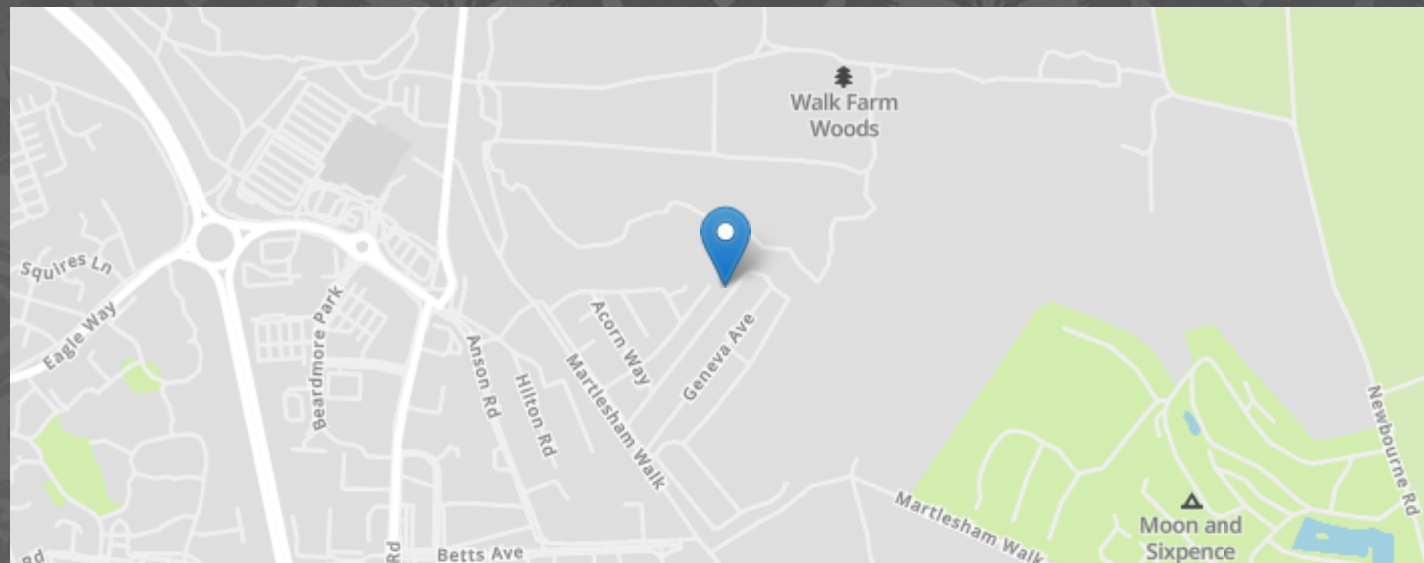 Walk Farm
Woods
Squires Ln
Eagle Way
Beardmore Park
Acorn Way
Geneva Ave
Anson Rd
Hilton Rd
Martlesham Walk
Newbourne Rd
Martlesham Walk
Moon and
Sixpence
Betts Ave
Rd
Rd